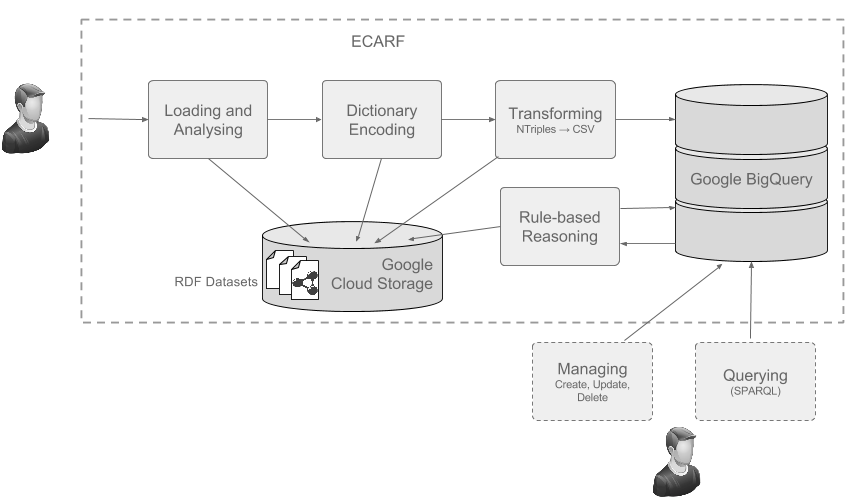 ECARF
Loading and
Analysing
Dictionary
Encoding
Transforming
NTriples → CSV
Google BigQuery
Rule-based
Reasoning
Google
Cloud Storage
RDF Datasets
Managing
Create, Update,
Delete
Querying
(SPARQL)